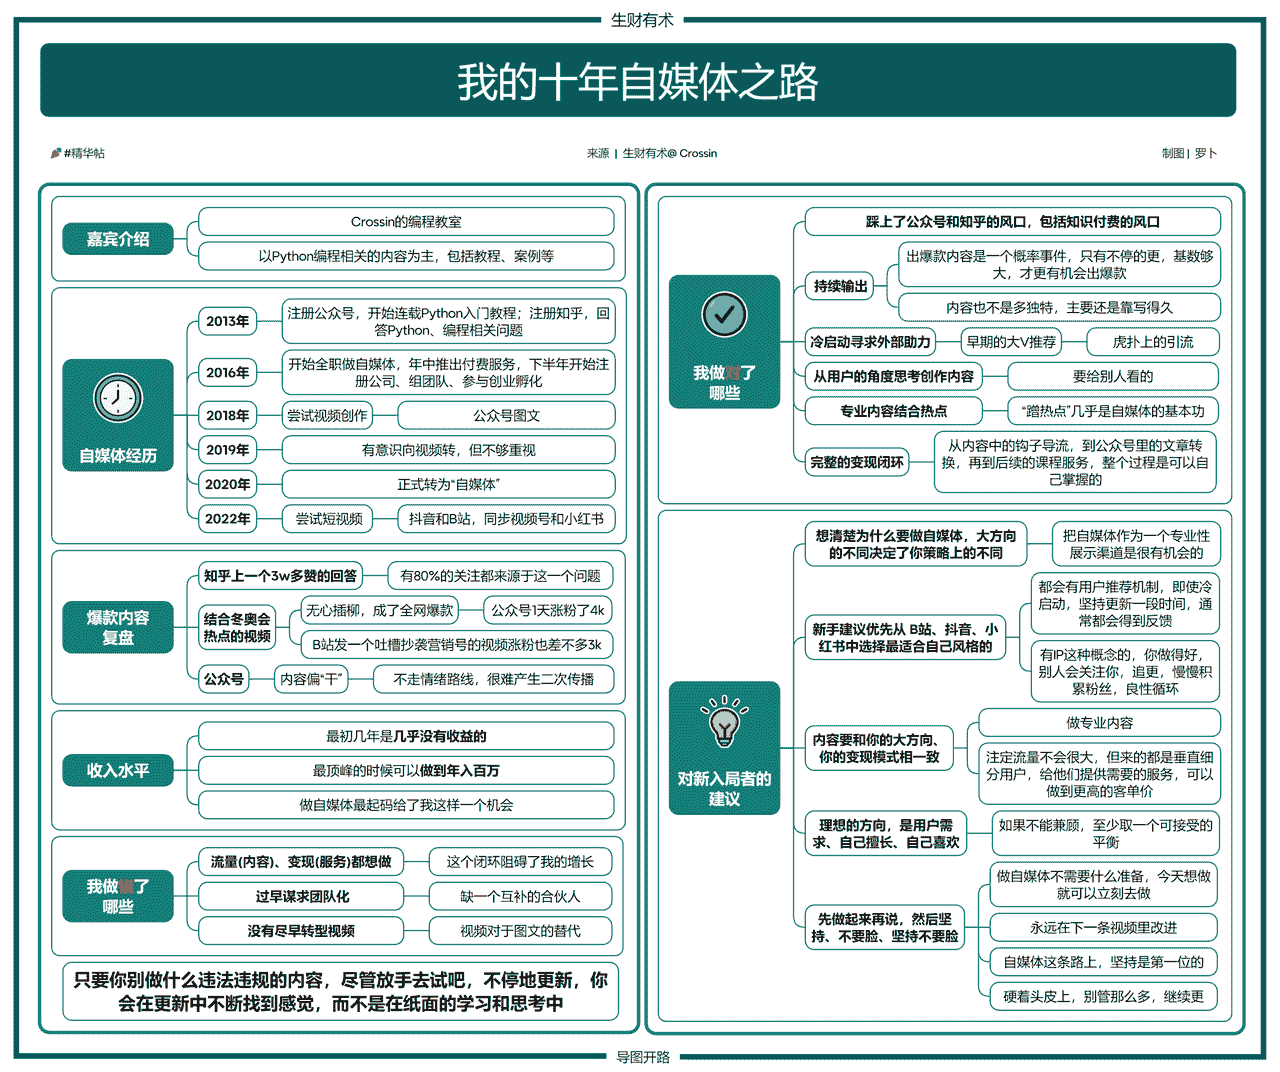 生财有术
我的十年自媒体之路
#精华帖
来源 | 生财有术@ Crossin
制图 | 罗卜
嘉宾介绍
Crossin的编程教室
以Python编程相关的内容为主，包括教程、案例等
自媒体经历
2013年
注册公众号，开始连载Python入门教程；注册知乎，回
答Python、编程相关问题
2016年
开始全职做自媒体，年中推出付费服务，下半年开始注
册公司、组团队、参与创业孵化
2018年
尝试视频创作
公众号图文
2019年
有意识向视频转，但不够重视
2020年
正式转为“自媒体”
2022年
尝试短视频
抖音和B站，同步视频号和小红书
爆款内容
复盘
知乎上一个3w多赞的回答
有80%的关注都来源于这一个问题
结合冬奥会
热点的视频
无心插柳，成了全网爆款
公众号1天涨粉了4k
B站发一个吐槽抄袭营销号的视频涨粉也差不多3k
公众号
内容偏“干”
不走情绪路线，很难产生二次传播
收入水平
最初几年是几乎没有收益的
最顶峰的时候可以做到年入百万
做自媒体最起码给了我这样一个机会
我做 了
哪些
流量(内容)、变现(服务)都想做
这个闭环阻碍了我的增长
过早谋求团队化
缺一个互补的合伙人
没有尽早转型视频
视频对于图文的替代
只要你别做什么违法违规的内容，尽管放手去试吧，不停地更新，你
会在更新中不断找到感觉，而不是在纸面的学习和思考中
我做对了
哪些
踩上了公众号和知乎的风口，包括知识付费的风口
持续输出
出爆款内容是一个概率事件，只有不停的更，基数够
大，才更有机会出爆款
内容也不是多独特，主要还是靠写得久
冷启动寻求外部助力
早期的大V推荐
虎扑上的引流
从用户的角度思考创作内容
要给别人看的
专业内容结合热点
“蹭热点”几乎是自媒体的基本功
完整的变现闭环
从内容中的钩子导流，到公众号里的文章转
换，再到后续的课程服务，整个过程是可以自
己掌握的
对新入局者的
建议
想清楚为什么要做自媒体，大方向
的不同决定了你策略上的不同
把自媒体作为一个专业性
展示渠道是很有机会的
新手建议优先从 B站、抖音、小
红书中选择最适合自己风格的
都会有用户推荐机制，即使冷
启动，坚持更新一段时间，通
常都会得到反馈
有IP这种概念的，你做得好，
别人会关注你，追更，慢慢积
累粉丝，良性循环
内容要和你的大方向、
你的变现模式相一致
做专业内容
注定流量不会很大，但来的都是垂直细
分用户，给他们提供需要的服务，可以
做到更高的客单价
理想的方向，是用户需
求、自己擅长、自己喜欢
如果不能兼顾，至少取一个可接受的
平衡
先做起来再说，然后坚
持、不要脸、坚持不要脸
做自媒体不需要什么准备，今天想做
就可以立刻去做
永远在下一条视频里改进
自媒体这条路上，坚持是第一位的
硬着头皮上，别管那么多，继续更
导图开路